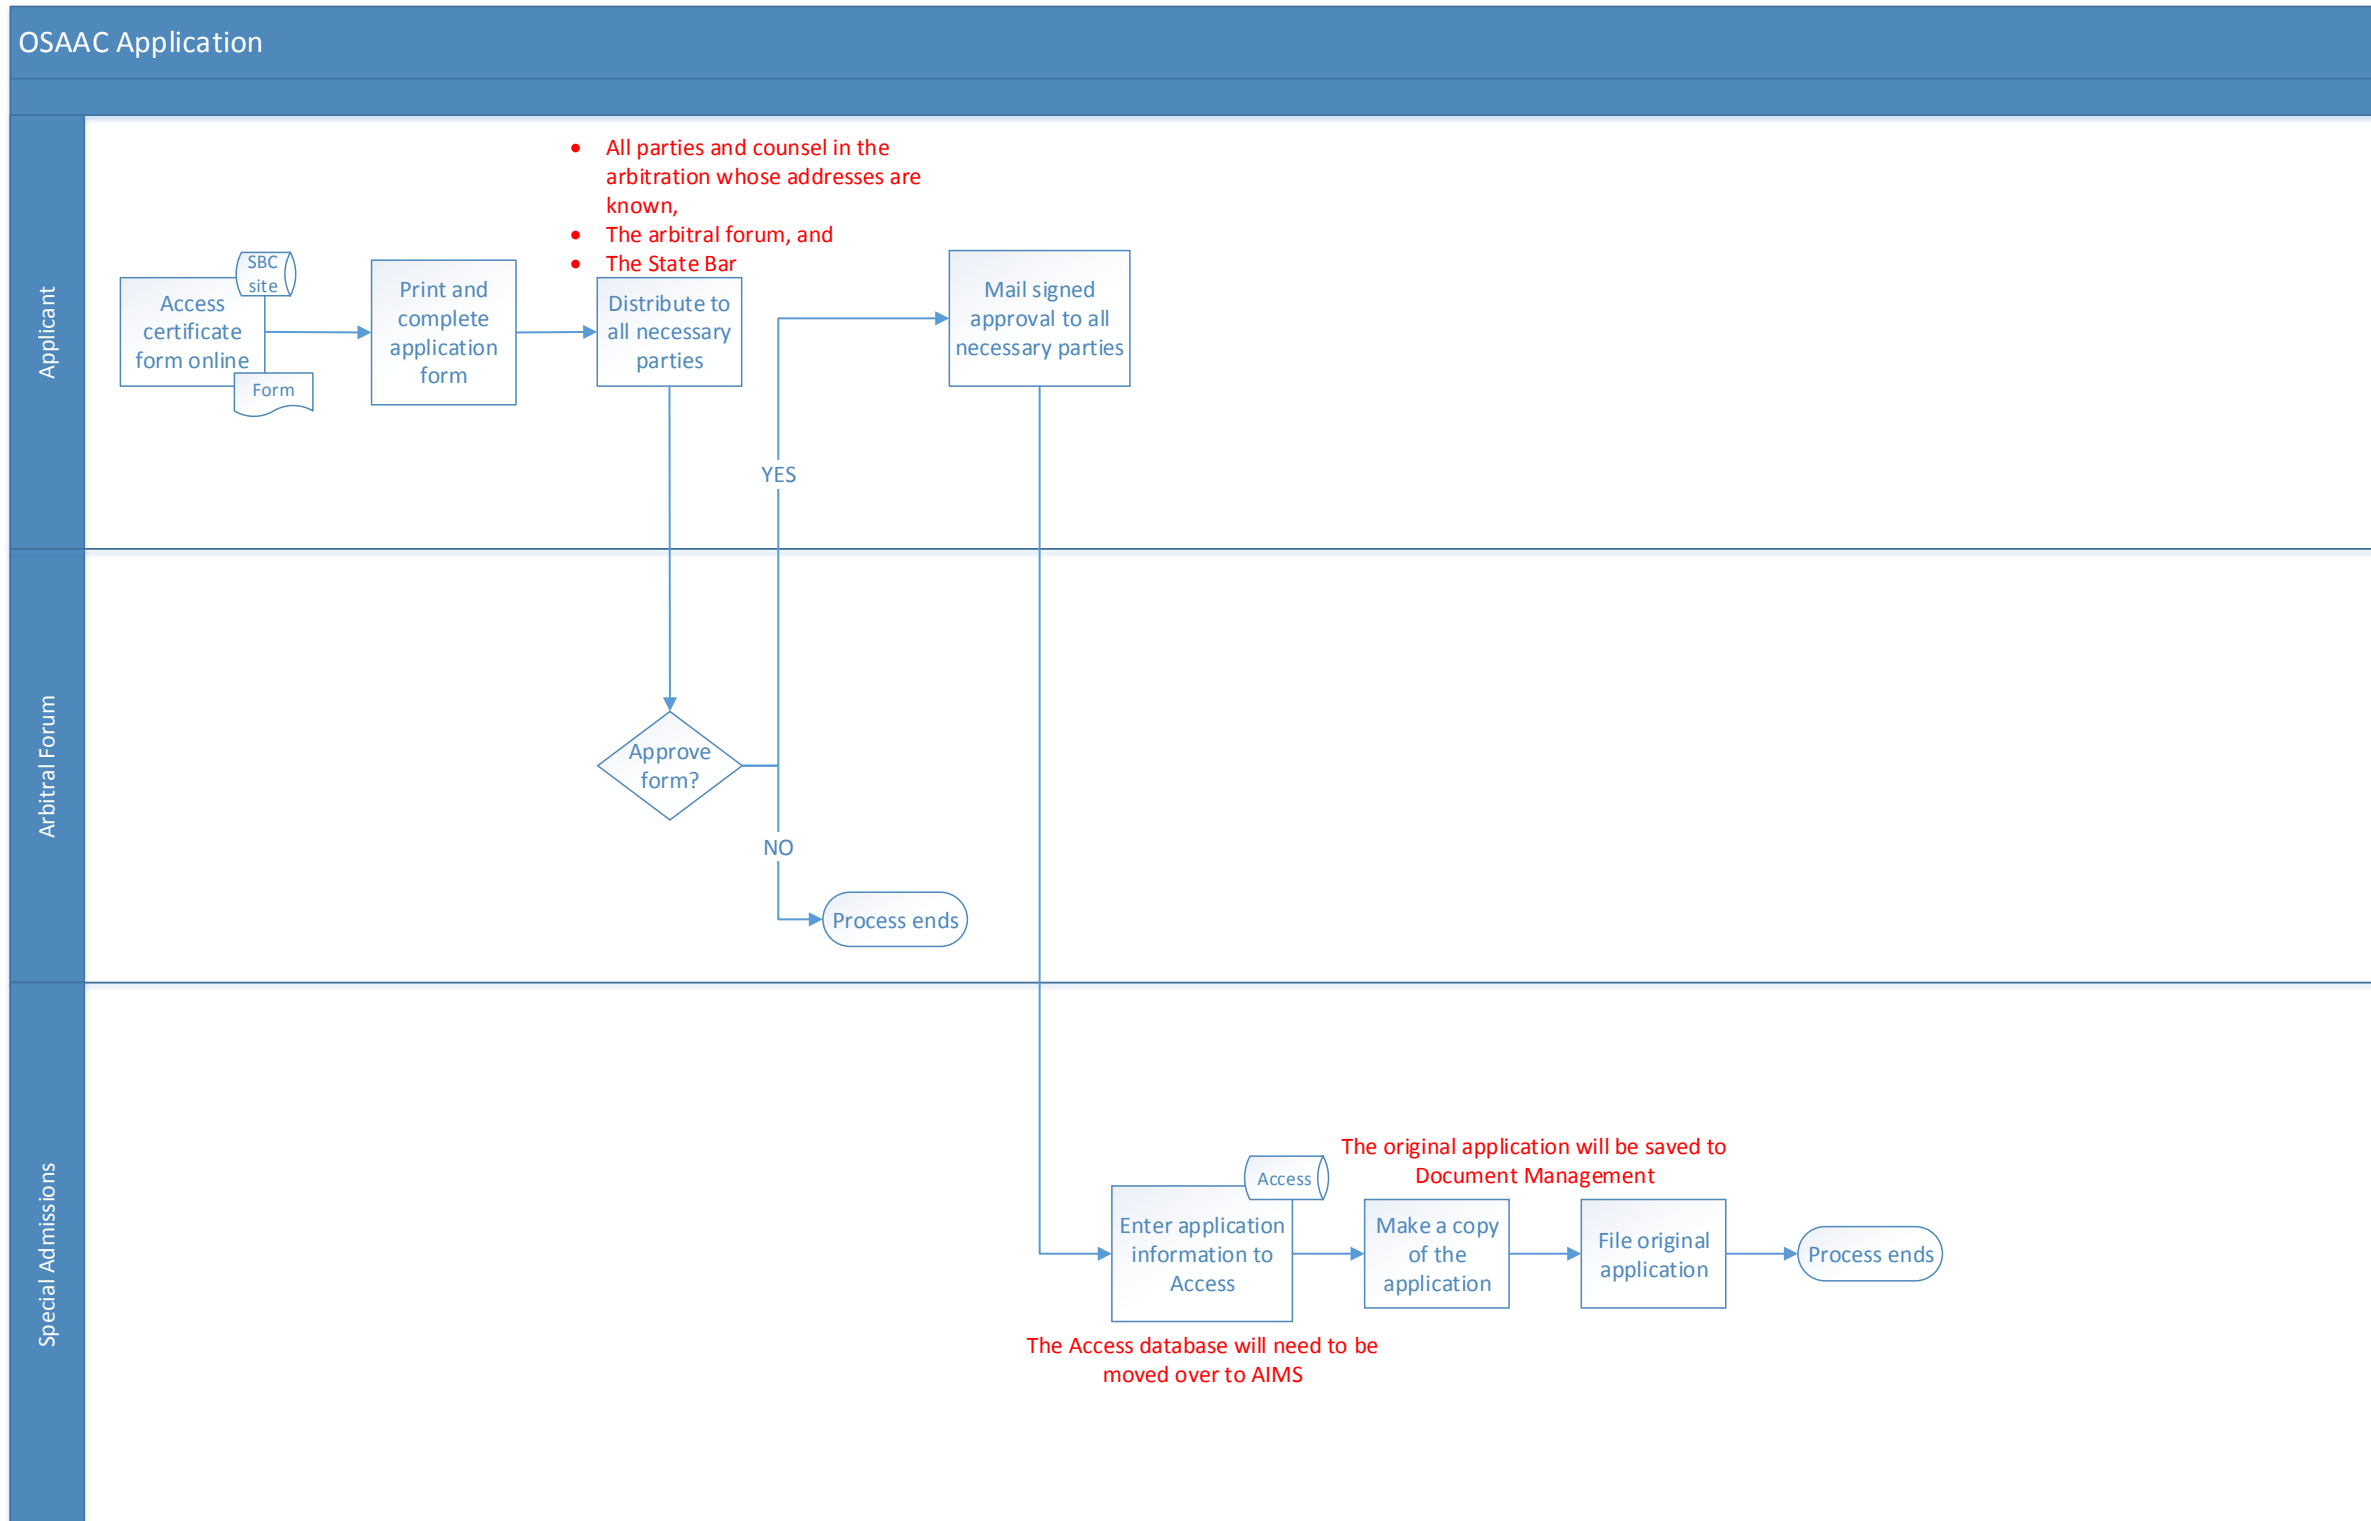 OSAAC Application
Applicant
All parties and counsel in the
arbitration whose addresses are
known,
The arbitral forum, and
The State Bar
SBC
site
Access
certificate
form online
Form
Print and
complete
application
form
Distribute to
all necessary
parties
Mail signed
approval to all
necessary parties
YES
Arbitral Forum
Approve
form?
NO
Process ends
Special Admissions
Access
Enter application
information to
Access
The Access database will need to be
moved over to AIMS
The original application will be saved to
Document Management
Make a copy
of the
application
File original
application
Process ends